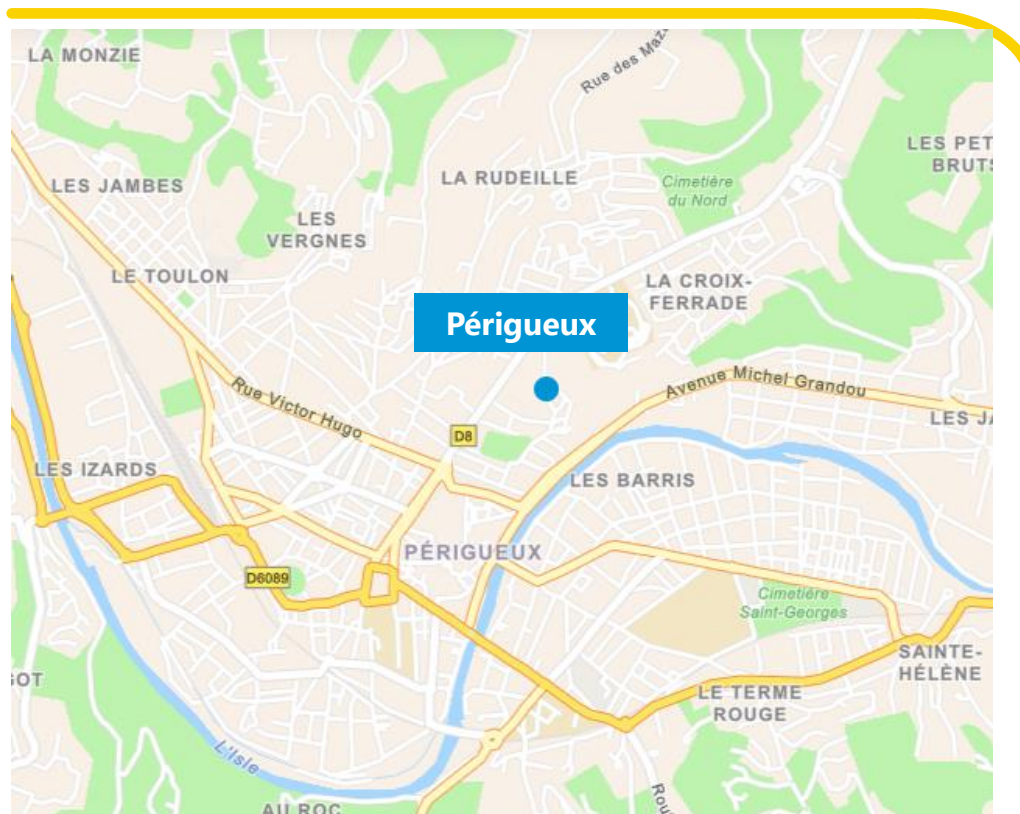 LA MONZIE
Rue des Maz
LES PET
BRUTS
LES JAMBES
LA RUDEILLE
Cimetière
du Nord
LES
VERGNES
LE TOULON
LA CROIX-
FERRADE
Périgueux
Rue Victor Hugo
Avenue Michel Grandou
D8
LES JA
LES IZARDS
LES BARRIS
PÉRIGUEUX
D6089
Cimetière
Saint-Georges
SAINTE-
HÉLÈNE
GOT
LE TERME
ROUGE
L'Isle
AU ROC
Rou